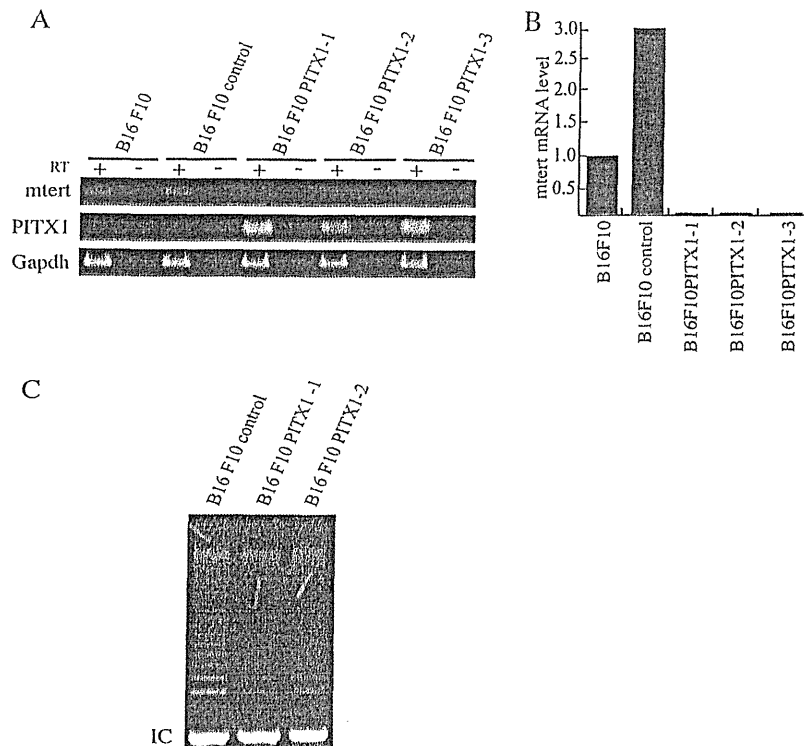 A
B16 F10
B16 F10 control
B16 F10 PITX1-1
B16 F10 PITX1-2
B16 F10 PITX1-3
RT + - + - + - + - + -
mtert
PITX1
Gapdh
B
mtert mRNA level
3.0
2.5
2.0
1.5
1.0
0.5
B16F10
B16F10 control
B16F10PITX1-1
B16F10PITX1-2
B16F10PITX1-3
C
B16 F10 control
B16 F10 PITX1 -1
B16 F10 PITX1-2
IC